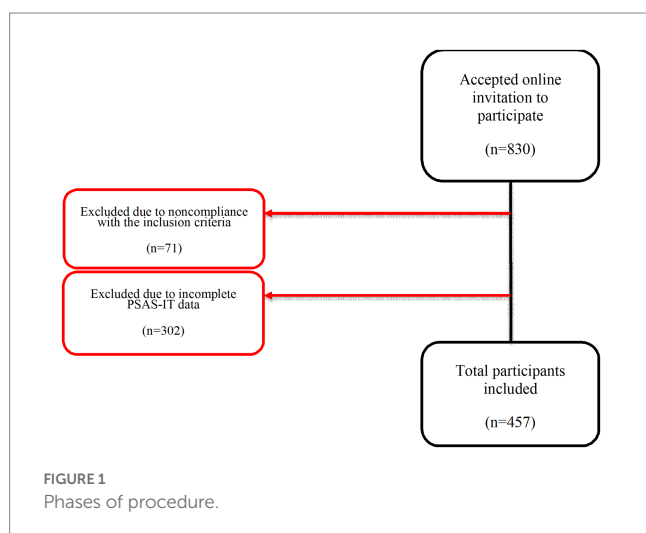 Accepted online
invitation to
participate
(n=830)
Excluded due to noncompliance
with the inclusion criteria
(n=71)
Excluded due to incomplete
PSAS-IT data
(n=302)
Total participants
included
(n=457)
FIGURE 1
Phases of procedure.